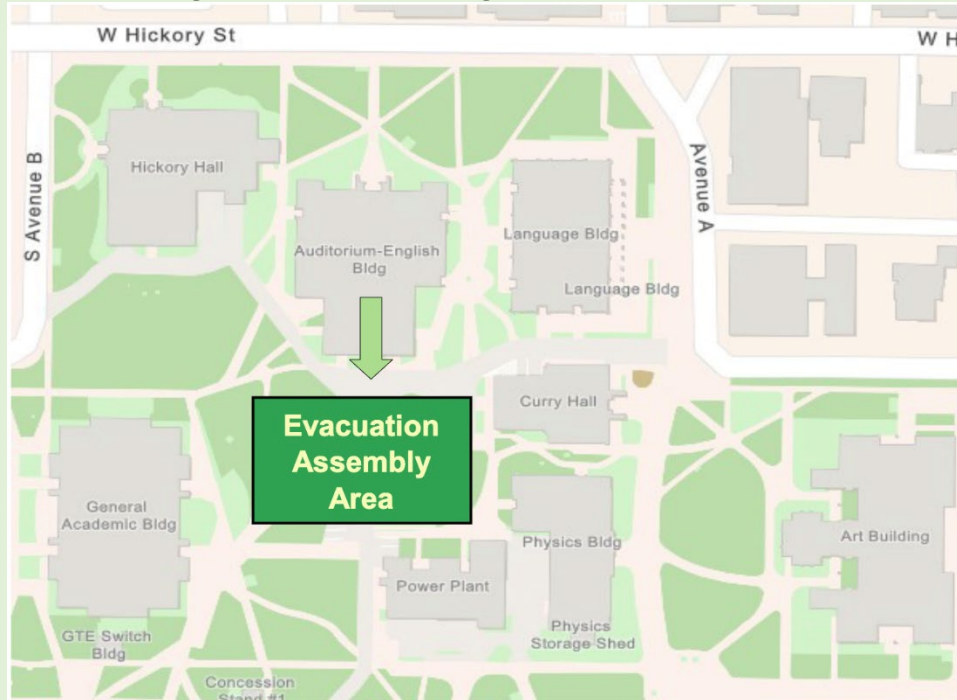 W Hickory St
W H
S Avenue B
Hickory Hall
Avenue A
Auditorium-English
Bldg
Language Bldg
Language Bldg
Curry Hall
Evacuation
Assembly
Area
General
Academic Bldg
Physics Bldg
Art Building
Power Plant
GTE Switch
Bldg
Physics
Storage Shed
Concession
Stand #1